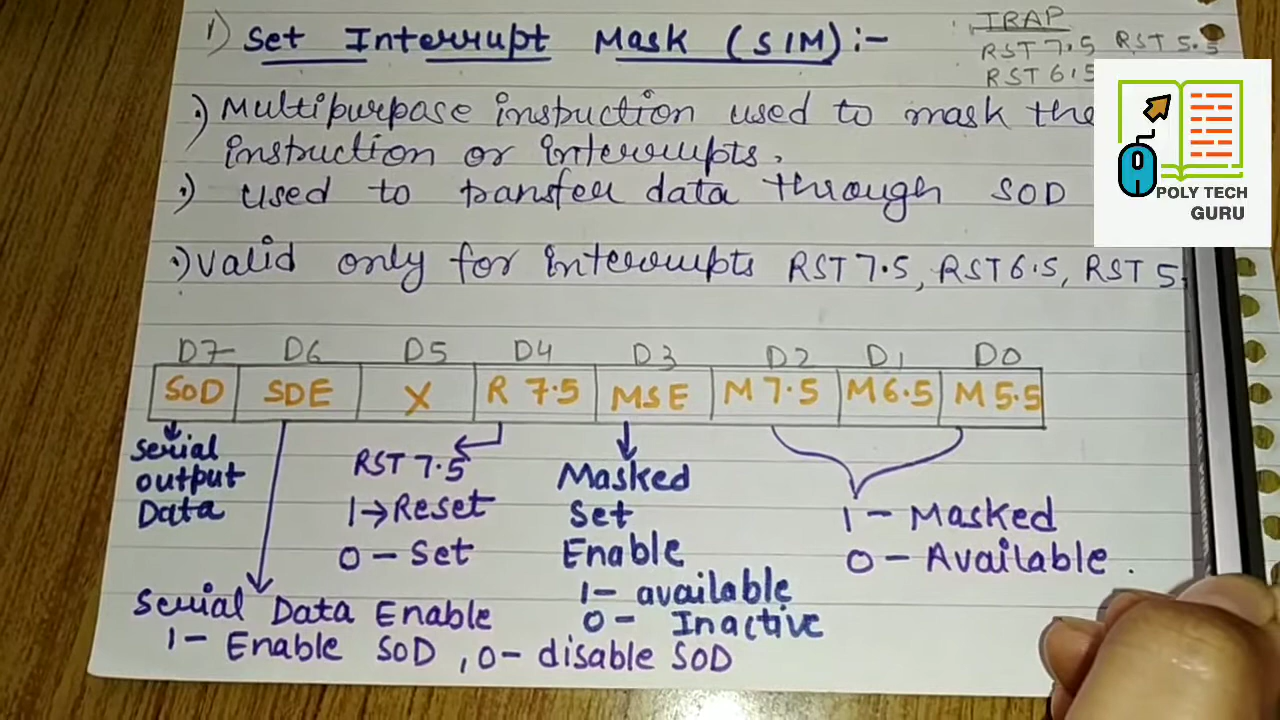 1) Set Interrupt Mask (SIM):-
TRAP
RST 7.5 RST 5.5
RST 6.5
POLY TECH
GURU
•) Multipurpose instruction used to mask the
instruction or interrupts.
•) Used to transfer data through SOD
•) Valid only for interrupts RST 7.5, RST 6.5, RST 5.
D7 D6 D5 D4 D3 D2 D1 D0
SOD SDE X R 7.5 MSE M 7.5 M6.5 M 5.5
Serial
output
Data
RST 7.5
1→Reset
0 - Set
Masked
Set
Enable
1- available
0- Inactive
1 - Masked
0 - Available.
Serial Data Enable
1- Enable SOD, 0- disable SOD